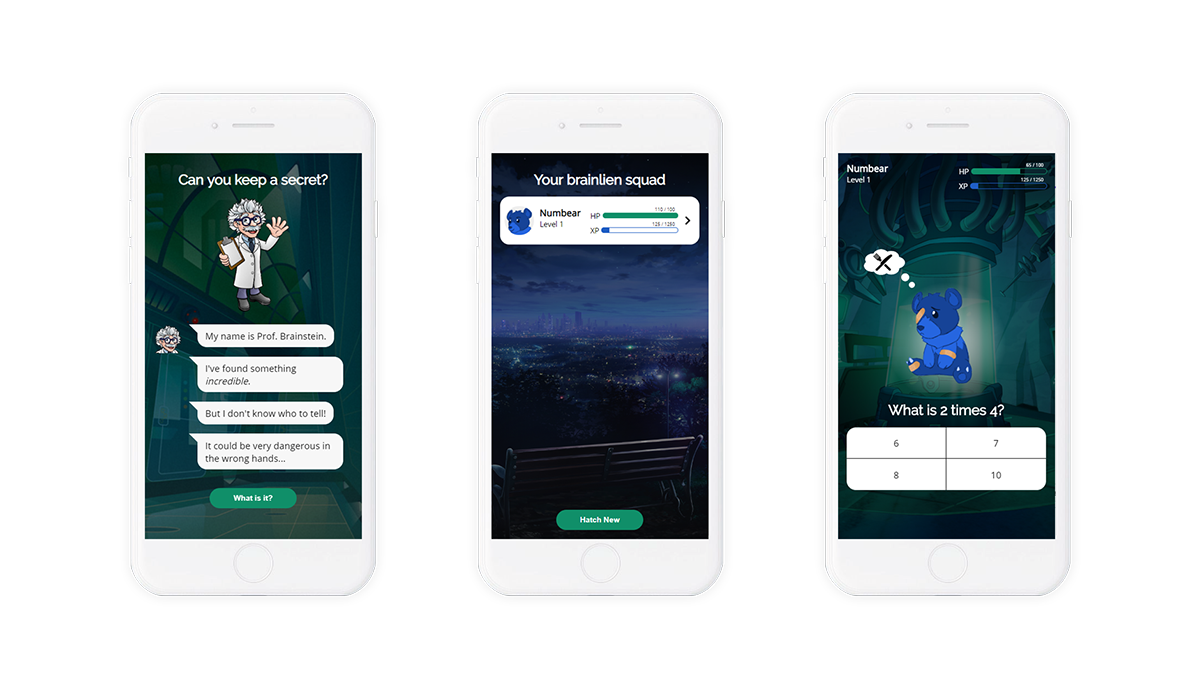 Can you keep a secret?
My name is Prof. Brainstein.
I've found something
incredible.
But I don't know who to tell!
It could be very dangerous in
the wrong hands...
What is it?
Your brainlien squad
Numbear
Level 1
110 / 100
HP
125 / 1250
XP
Hatch New
Numbear
Level 1
65 / 100
HP
125 / 1250
XP
What is 2 times 4?
6
7
8
10